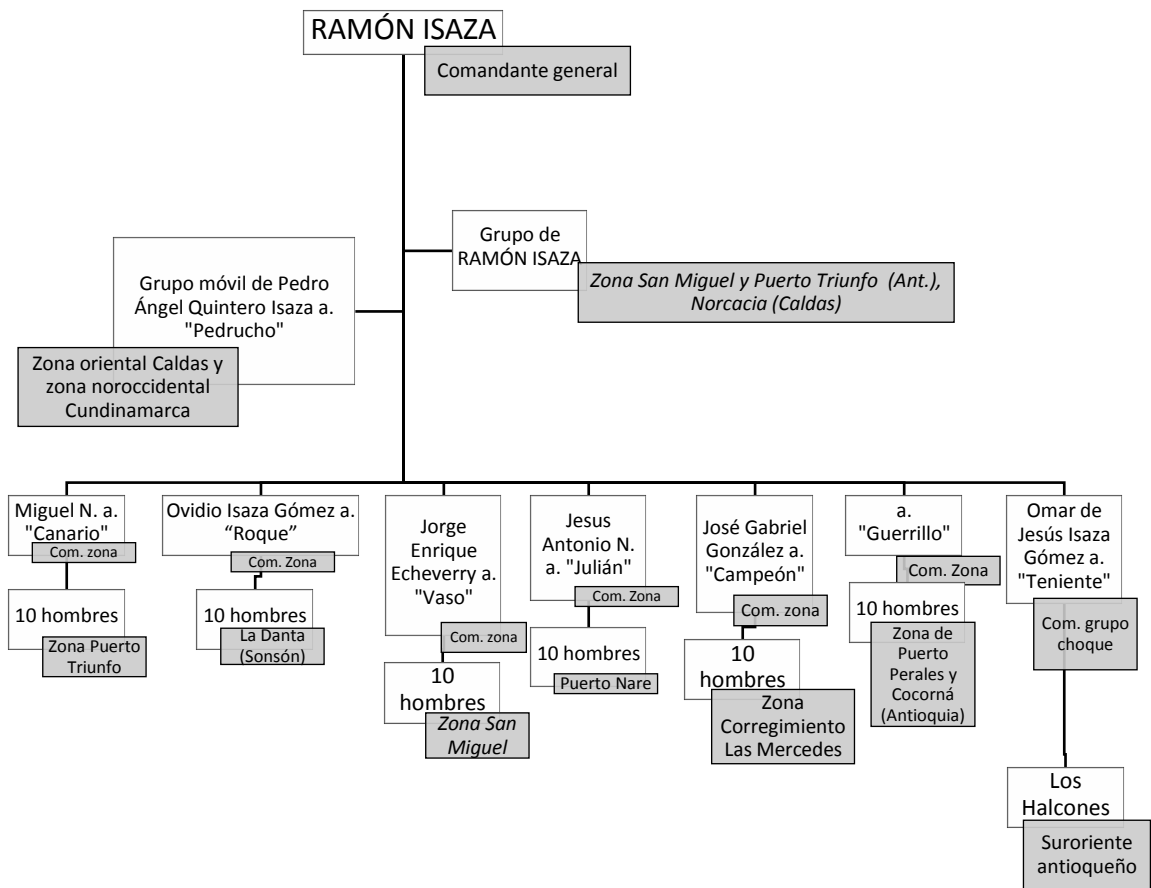 RAMÓN ISAZA
Comandante general
Grupo de
RAMÓN ISAZA
Zona San Miguel y Puerto Triunfo (Ant.),
Norcacia (Caldas)
Grupo móvil de Pedro
Ángel Quintero Isaza a.
"Pedrucho"
Zona oriental Caldas y
zona noroccidental
Cundinamarca
Miguel N. a.
"Canario"
Com. zona
10 hombres
Zona Puerto
Triunfo
Ovidio Isaza Gómez a.
“Roque”
Com. Zona
10 hombres
La Danta
(Sonsón)
Jorge
Enrique
Echeverry a.
"Vaso"
Com. zona
10
hombres
Zona San
Miguel
Jesus
Antonio N.
a. "Julián"
Com. Zona
10 hombres
Puerto Nare
José Gabriel
González a.
"Campeón"
Com. zona
10
hombres
Zona
Corregimiento
Las Mercedes
a.
"Guerrillo"
Com. Zona
10 hombres
Zona de
Puerto
Perales y
Cocorná
(Antioquia)
Omar de
Jesús Isaza
Gómez a.
"Teniente"
Com. grupo
choque
Los
Halcones
Suroriente
antioqueño